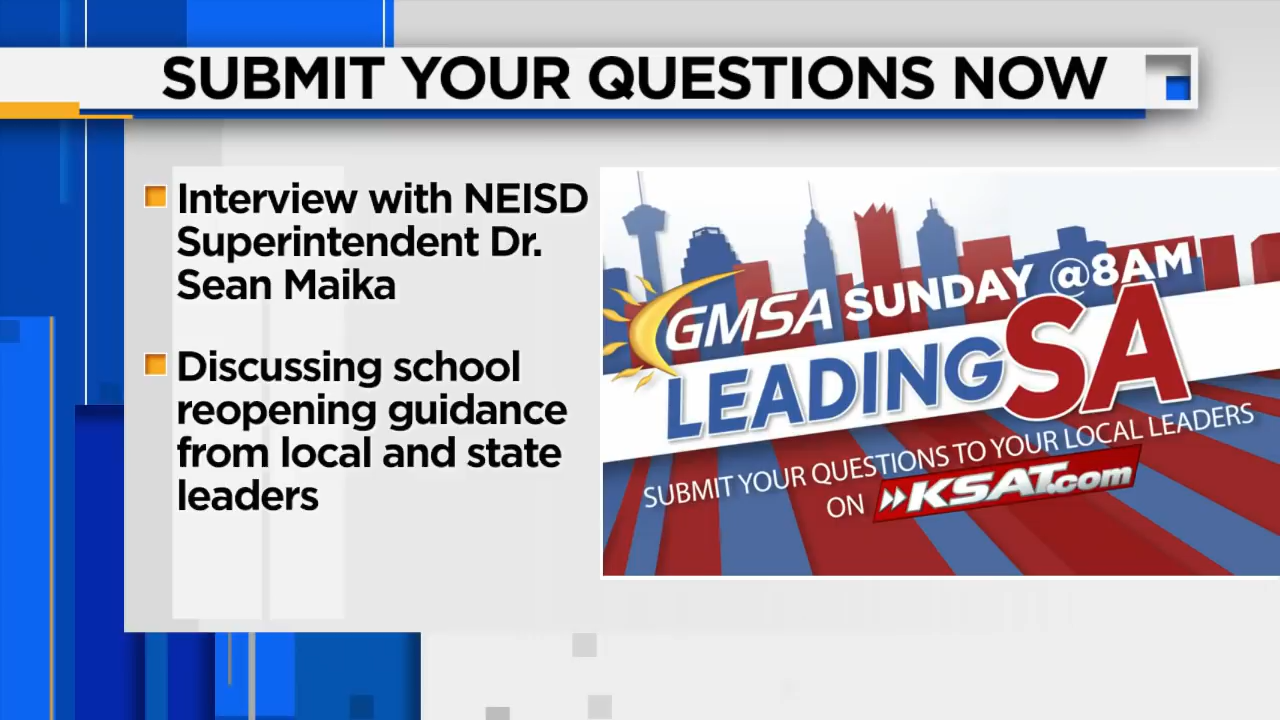 SUBMIT YOUR QUESTIONS NOW
Interview with NEISD
Superintendent Dr.
Sean Maika
Discussing school
reopening guidance
from local and state
leaders
GMSA SUNDAY @8AM
LEADING SA
SUBMIT YOUR QUESTIONS TO YOUR LOCAL LEADERS
ON KSAT.com